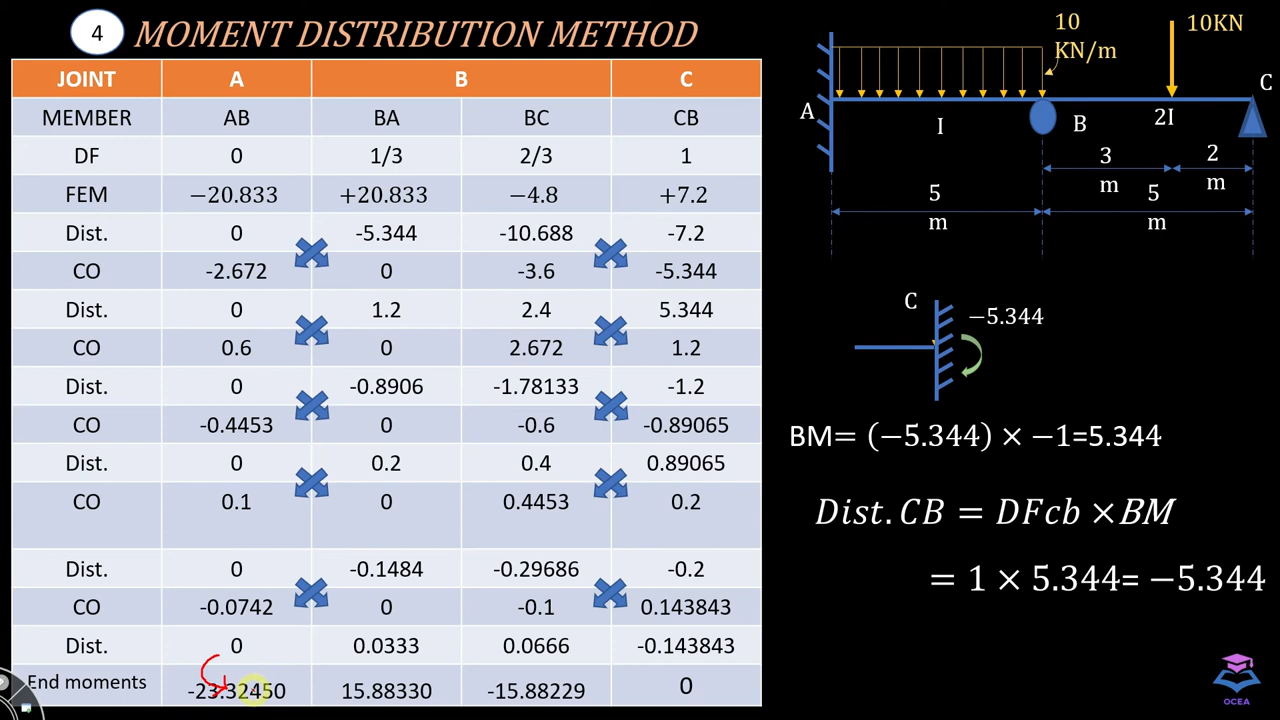 4 MOMENT DISTRIBUTION METHOD
JOINT A B C
MEMBER AB BA BC CB
DF 0 1/3 2/3 1
FEM −20.833 +20.833 −4.8 +7.2
Dist. 0 -5.344 -10.688 -7.2
CO -2.672 0 -3.6 -5.344
Dist. 0 1.2 2.4 5.344
CO 0.6 0 2.672 1.2
Dist. 0 -0.8906 -1.78133 -1.2
CO -0.4453 0 -0.6 -0.89065
Dist. 0 0.2 0.4 0.89065
CO 0.1 0 0.4453 0.2
Dist. 0 -0.1484 -0.29686 -0.2
CO -0.0742 0 -0.1 0.143843
Dist. 0 0.0333 0.0666 -0.143843
End moments -23.32450 15.88330 -15.88229 0
10
KN/m
10KN
A
I
B
2I
C
3
m
2
m
5
m
5
m
C
−5.344
BM= (−5.344) × −1=5.344
Dist. CB = DFcb ×BM
= 1 × 5.344= −5.344
OCEA